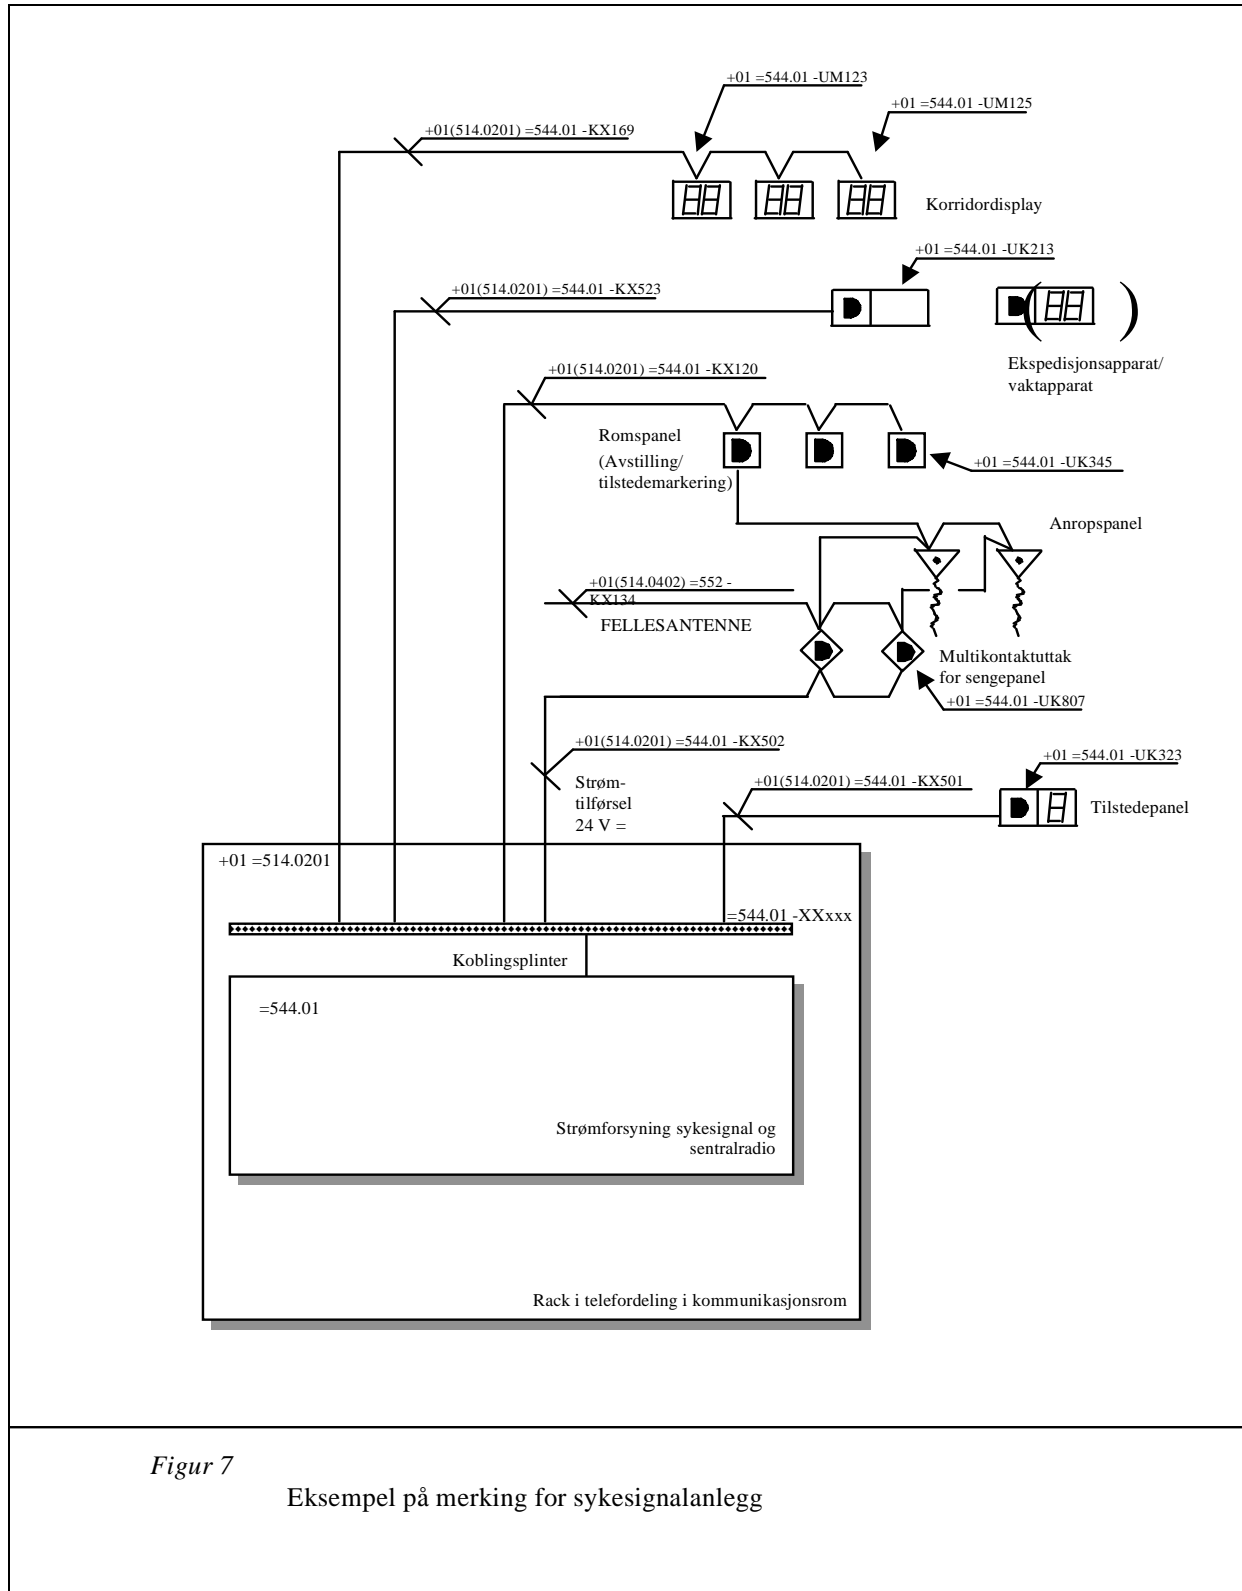 +01 =544.01 -UM123
+01 =544.01 -UM125
+01(514.0201) =544.01 -KX169
Korridordisplay
+01 =544.01 -UK213
+01(514.0201) =544.01 -KX523
Ekspedisjonsapparat/
vaktapparat
+01(514.0201) =544.01 -KX120
Romspanel
(Avstilling/
tilstedemarkering)
+01 =544.01 -UK345
Anropspanel
+01(514.0402) =552 -
KX134
FELLESANTENNE
Multikontaktuttak
for sengepanel
+01 =544.01 -UK807
+01(514.0201) =544.01 -KX502
+01 =544.01 -UK323
Strøm-
tilførsel
24 V =
+01(514.0201) =544.01 -KX501
Tilstedepanel
+01 =514.0201
=544.01 -XXxxx
Koblingsplinter
=544.01
Strømforsyning sykesignal og
sentralradio
Rack i telefordeling i kommunikasjonsrom
Figur 7
Eksempel på merking for sykesignalanlegg